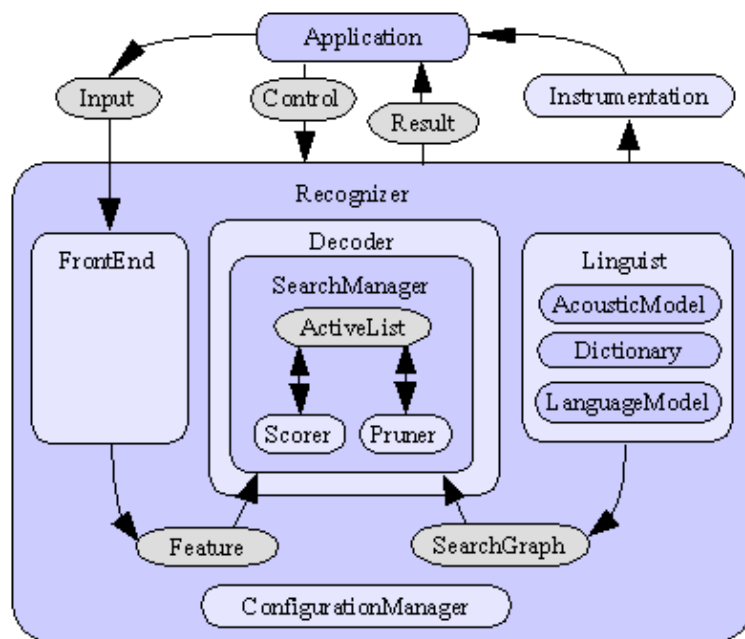 Application
Input
Control
Result
Instrumentation
Recognizer
FrontEnd
Decoder
SearchManager
ActiveList
Scorer
Pruner
Linguist
AcousticModel
Dictionary
LanguageModel
Feature
SearchGraph
ConfigurationManager